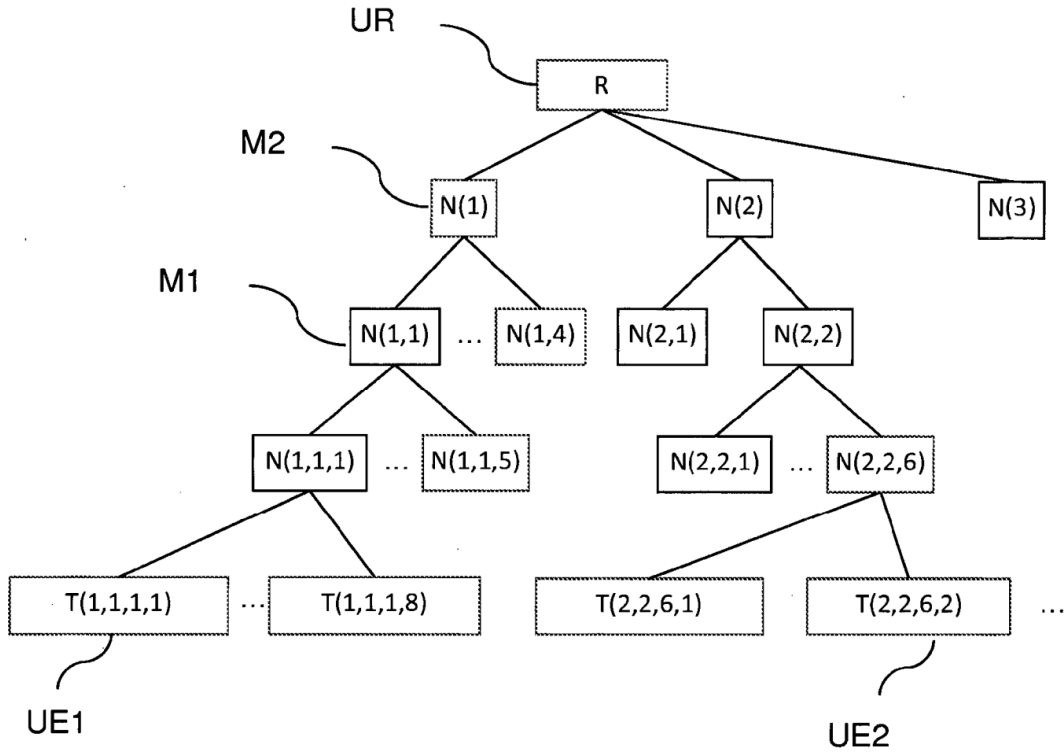 UR
R
M2
N(1) N(2) N(3)
M1
N(1,1) ... N(1,4) N(2,1) N(2,2)
N(1,1,1) ... N(1,1,5) N(2,2,1) ... N(2,2,6)
T(1,1,1,1) ... T(1,1,1,8) T(2,2,6,1) T(2,2,6,2) ...
UE1 UE2